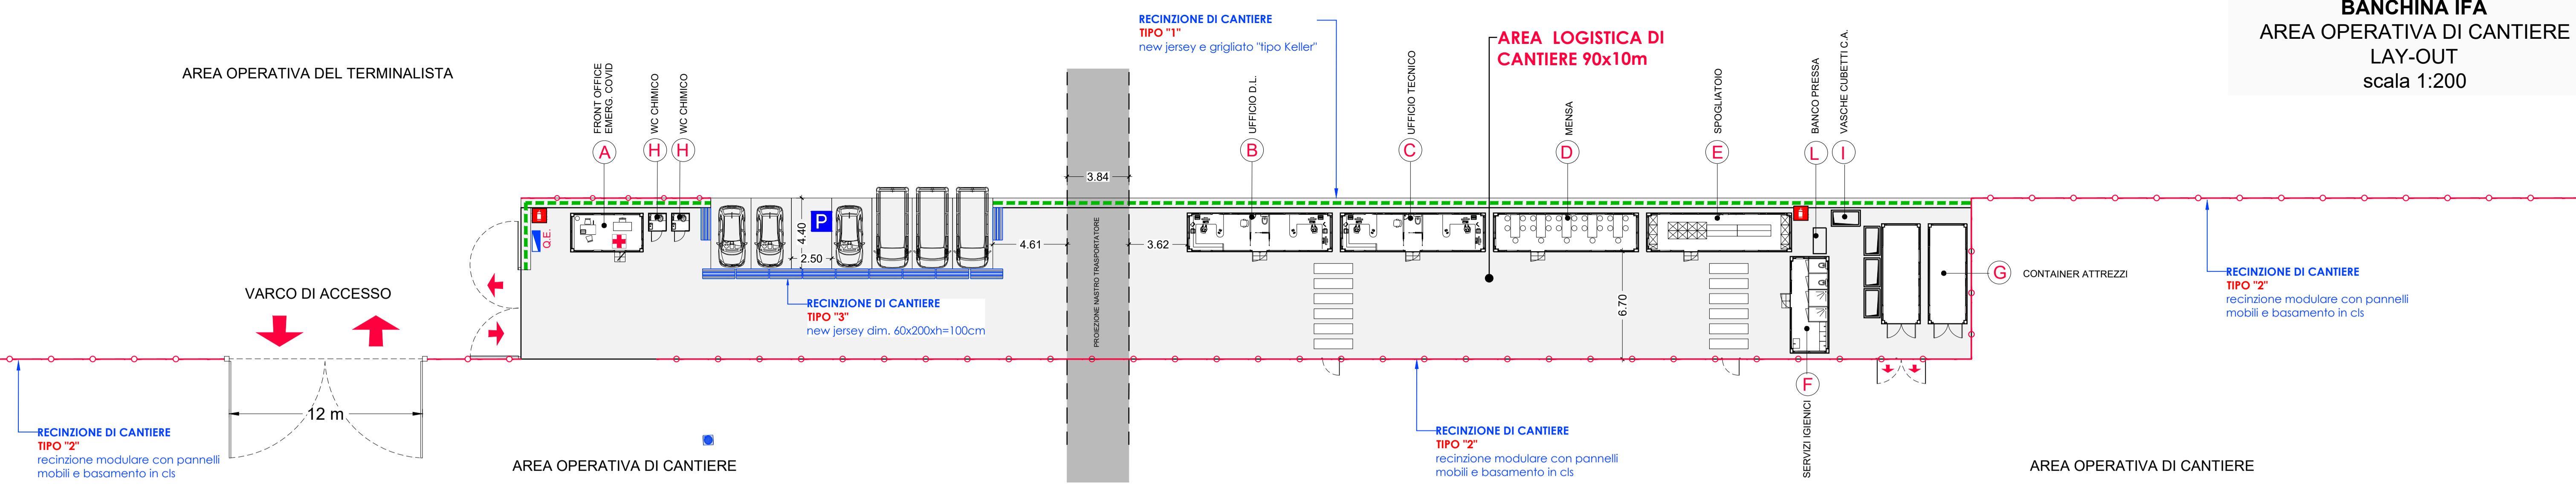 BANCHINA IFA
AREA OPERATIVA DI CANTIERE
LAY-OUT
scala 1:200
RECINZIONE DI CANTIERE
TIPO "1"
new jersey e grigliato "tipo Keller"
AREA LOGISTICA DI
CANTIERE 90x10m
AREA OPERATIVA DEL TERMINALISTA
FRONT OFFICE
EMERG. COVID
WC CHIMICO
WC CHIMICO
UFFICIO D.L.
UFFICIO TECNICO
MENSA
SPOGLIATOIO
BANCO PRESSA
VASCHE CUBETTI C.A.
A
H
H
B
C
D
E
L
I
3.84
P
Q.E.
4.40
2.50
4.61
3.62
PROIEZIONE NASTRO TRASPORTATORE
6.70
G
CONTAINER ATTREZZI
VARCO DI ACCESSO
RECINZIONE DI CANTIERE
TIPO "3"
new jersey dim. 60x200xh=100cm
RECINZIONE DI CANTIERE
TIPO "2"
recinzione modulare con pannelli
mobili e basamento in cls
F
SERVIZI IGIENICI
12 m
RECINZIONE DI CANTIERE
TIPO "2"
recinzione modulare con pannelli
mobili e basamento in cls
RECINZIONE DI CANTIERE
TIPO "2"
recinzione modulare con pannelli
mobili e basamento in cls
AREA OPERATIVA DI CANTIERE
AREA OPERATIVA DI CANTIERE